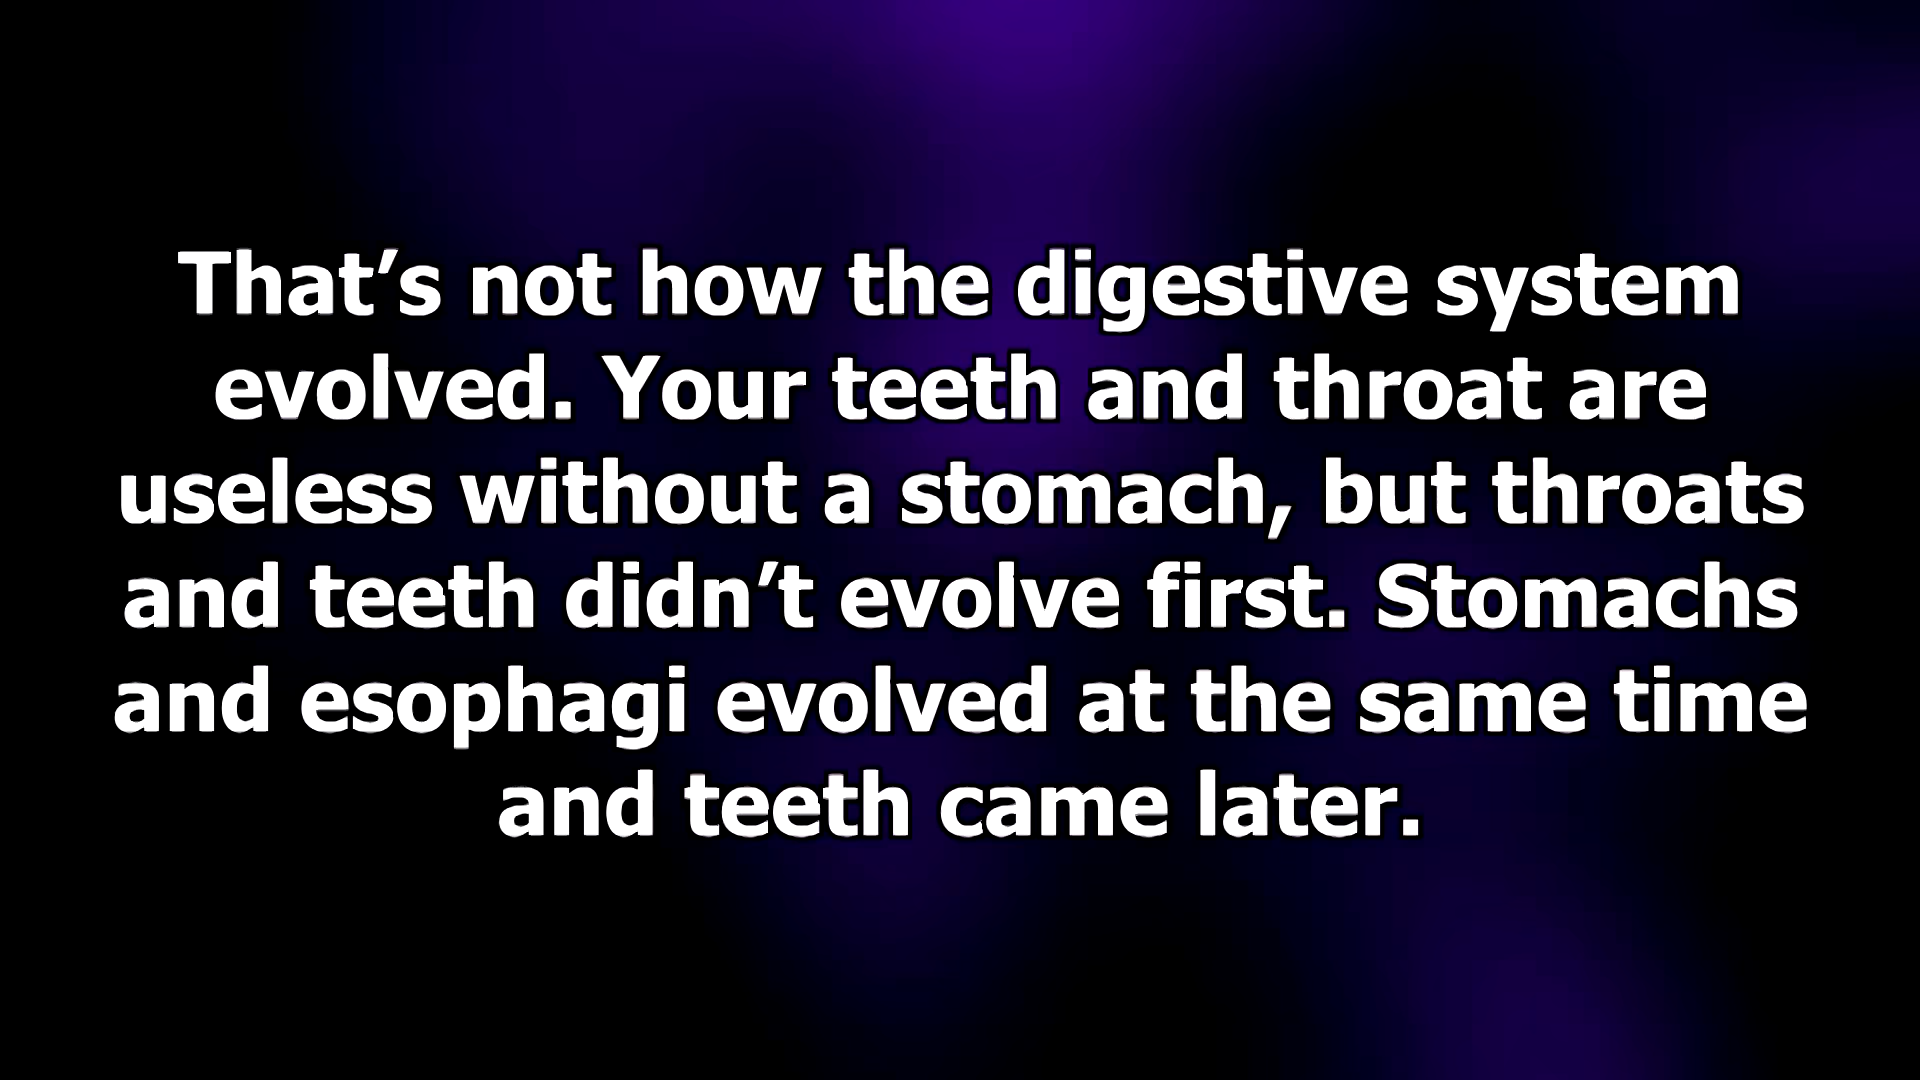 That’s not how the digestive system
evolved. Your teeth and throat are
useless without a stomach, but throats
and teeth didn’t evolve first. Stomachs
and esophagi evolved at the same time
and teeth came later.